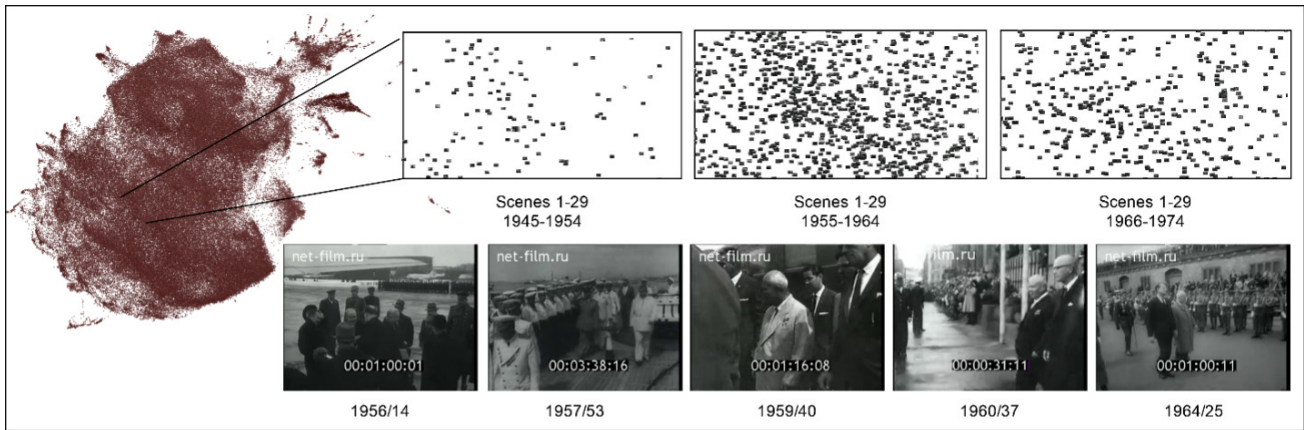 Scenes 1-29
1945-1954
Scenes 1-29
1955-1964
Scenes 1-29
1966-1974
net-film.ru
00:01:00:01
1956/14
net-film.ru
00:03:38:16
1957/53
net-film.ru
00:01:16:08
1959/40
net-film.ru
00:00:31:11
1960/37
net-film.ru
00:01:00:11
1964/25